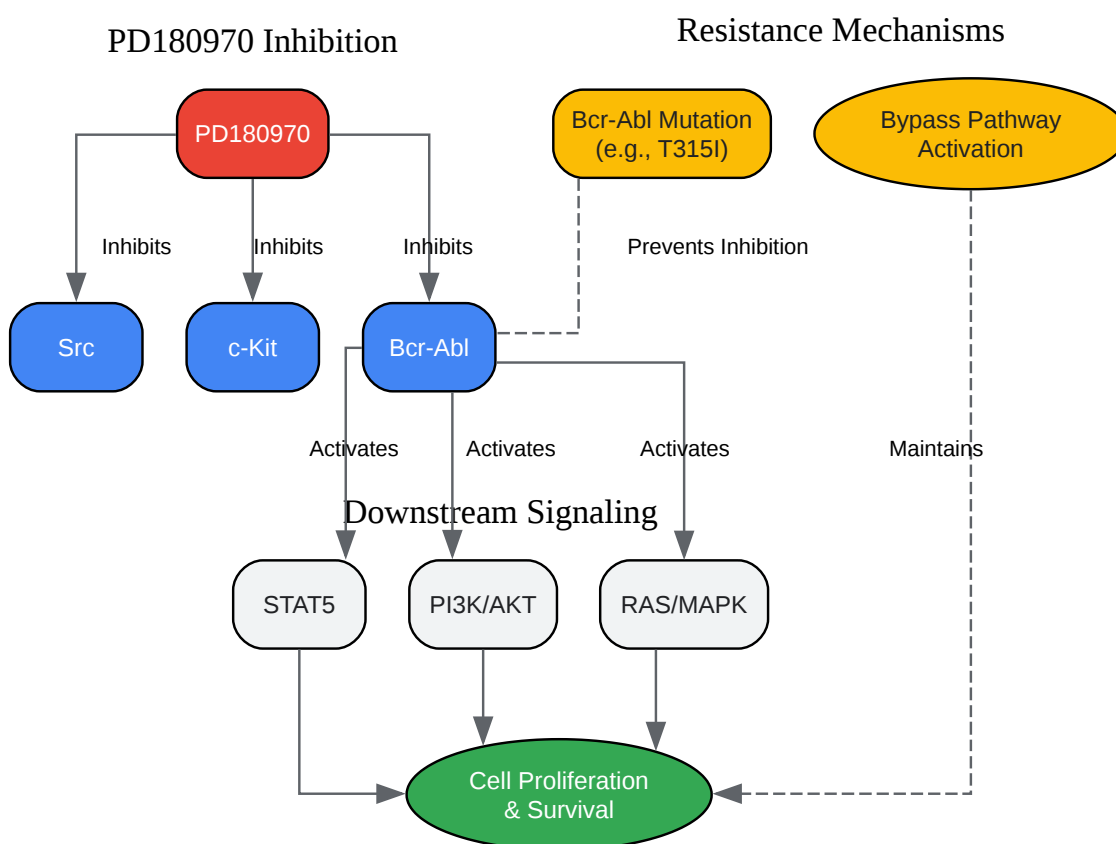 PD180970 Inhibition
Resistance Mechanisms
PD180970
Bcr-Abl Mutation
(e.g., T315I)
Bypass Pathway
Activation
Inhibits
Inhibits
Inhibits
Prevents Inhibition
Src
c-Kit
Bcr-Abl
Activates
Activates
Activates
Maintains
Downstream Signaling
STAT5
PI3K/AKT
RAS/MAPK
Cell Proliferation
& Survival